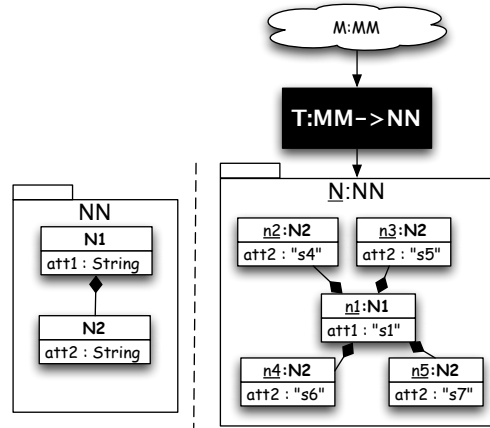 M:MM
T:MM->NN
NN
N1
att1 : String
N2
att2 : String
N:NN
n2:N2
att2 : "s4"
n3:N2
att2 : "s5"
n1:N1
att1 : "s1"
n4:N2
att2 : "s6"
n5:N2
att2 : "s7"